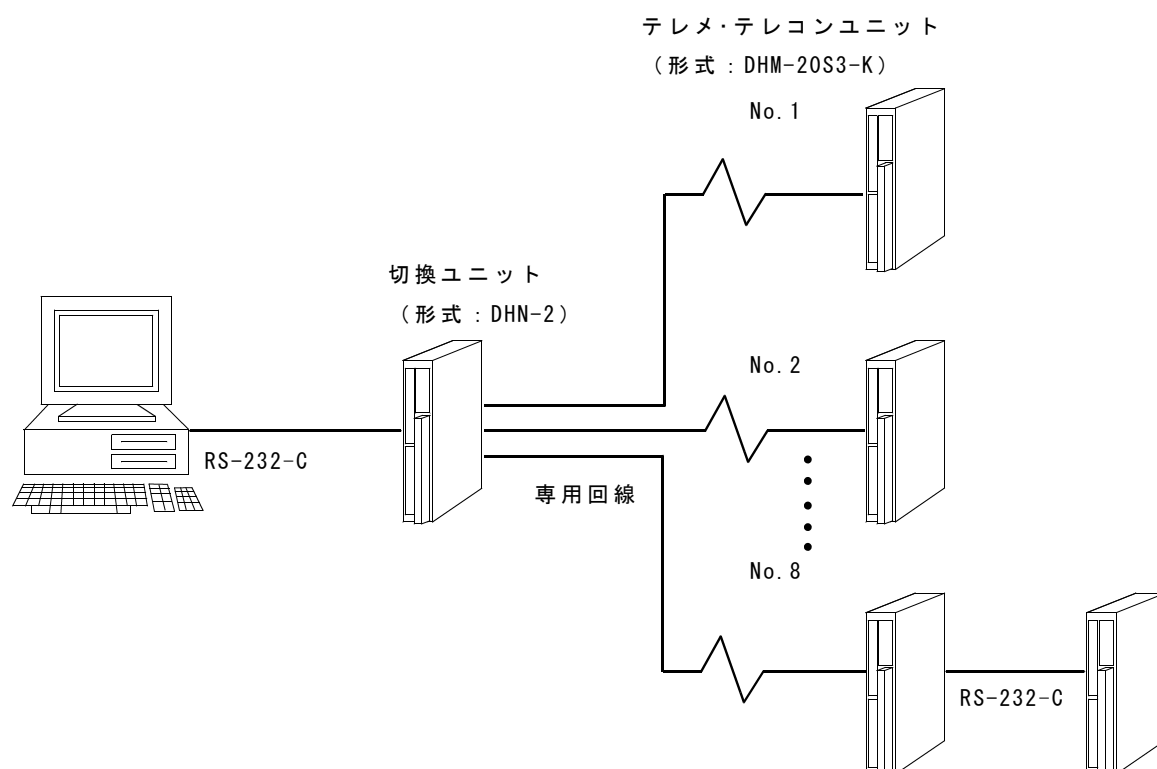 テレメ・テレコンユニット
（形式：DHM-20S3-K）
No.1
切換ユニット
（形式：DHN-2）
No.2
RS-232-C
専用回線
No.8
RS-232-C